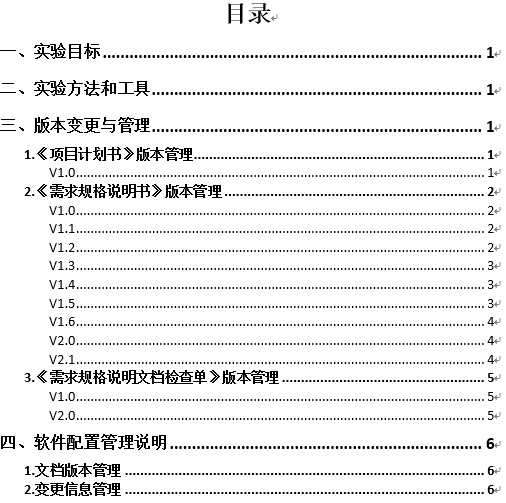 目录
一、实验目标........................................................................1
二、实验方法和工具..............................................................1
三、版本变更与管理..............................................................1
1.《项目计划书》版本管理......................................................1
V1.0..................................................................................1
2.《需求规格说明书》版本管理................................................2
V1.0..................................................................................2
V1.1..................................................................................2
V1.2..................................................................................2
V1.3..................................................................................3
V1.4..................................................................................3
V1.5..................................................................................3
V1.6..................................................................................4
V2.0..................................................................................4
V2.1..................................................................................4
3.《需求规格说明文档检查单》版本管理....................................5
V1.0..................................................................................5
V2.0..................................................................................5
四、软件配置管理说明..........................................................6
1.文档版本管理....................................................................6
2.变更信息管理....................................................................6